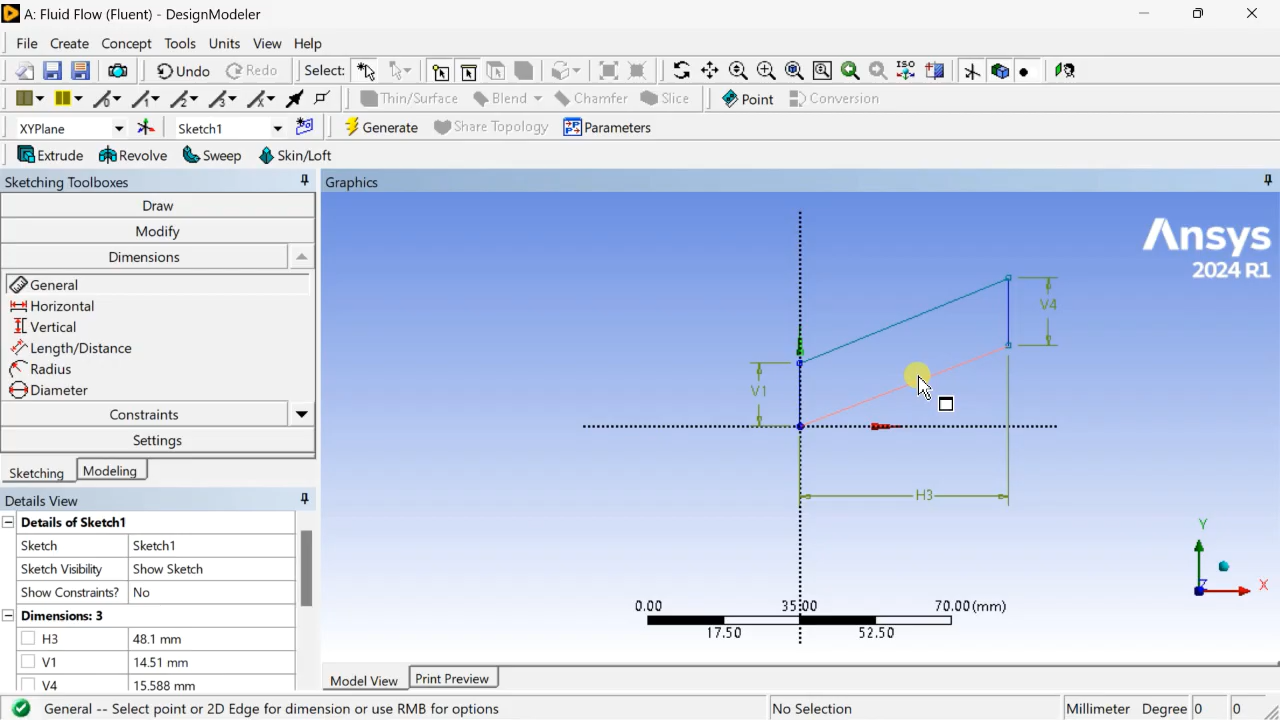 A: Fluid Flow (Fluent) - DesignModeler
File Create Concept Tools Units View Help
Undo Redo Select: ISO
Thin/Surface Blend Chamfer Slice Point Conversion
XYPlane Sketch1 Generate Share Topology Parameters
Extrude Revolve Sweep Skin/Loft
Sketching Toolboxes
Draw
Modify
Dimensions
General
Horizontal
Vertical
Length/Distance
Radius
Diameter
Constraints
Settings
Sketching Modeling
Details View
Details of Sketch1
Sketch Sketch1
Sketch Visibility Show Sketch
Show Constraints? No
Dimensions: 3
H3 48.1 mm
V1 14.51 mm
V4 15.588 mm
Graphics
Ansys
2024 R1
V4
V1
H3
Y
Z X
0.00 35.00 70.00 (mm)
17.50 52.50
Model View Print Preview
General -- Select point or 2D Edge for dimension or use RMB for options No Selection Millimeter Degree 0 0